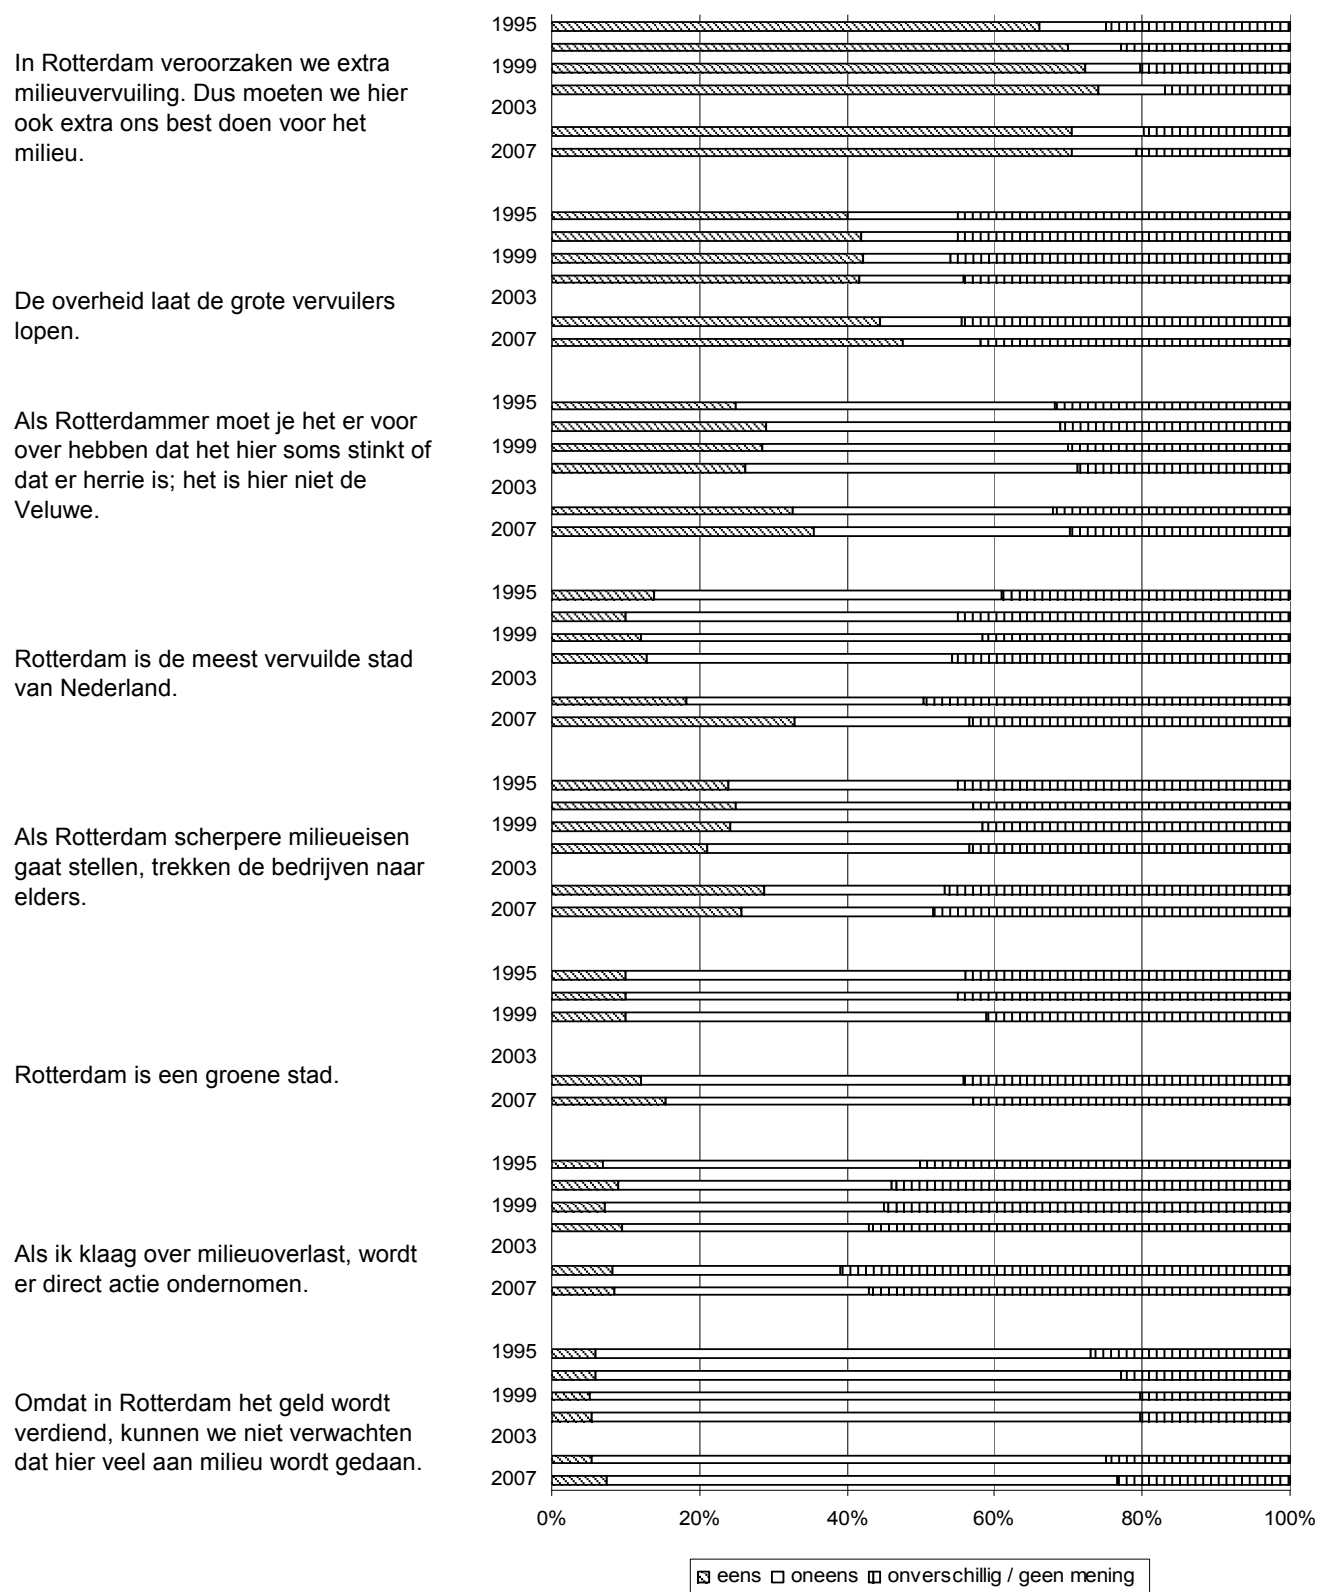 1995
In Rotterdam veroorzaken we extra
milieuvervuiling. Dus moeten we hier
ook extra ons best doen voor het
milieu.
1999
2003
2007
1995
1999
De overheid laat de grote vervuilers
lopen.
2003
2007
Als Rotterdammer moet je het er voor
over hebben dat het hier soms stinkt of
dat er herrie is; het is hier niet de
Veluwe.
1995
1999
2003
2007
1995
1999
Rotterdam is de meest vervuilde stad
van Nederland.
2003
2007
1995
1999
Als Rotterdam scherpere milieueisen
gaat stellen, trekken de bedrijven naar
elders.
2003
2007
1995
1999
2003
Rotterdam is een groene stad.
2007
1995
1999
2003
Als ik klaag over milieuoverlast, wordt
er direct actie ondernomen.
2007
1995
1999
Omdat in Rotterdam het geld wordt
verdiend, kunnen we niet verwachten
dat hier veel aan milieu wordt gedaan.
2003
2007
0% 20% 40% 60% 80% 100%
eens oneens onverschillig / geen mening